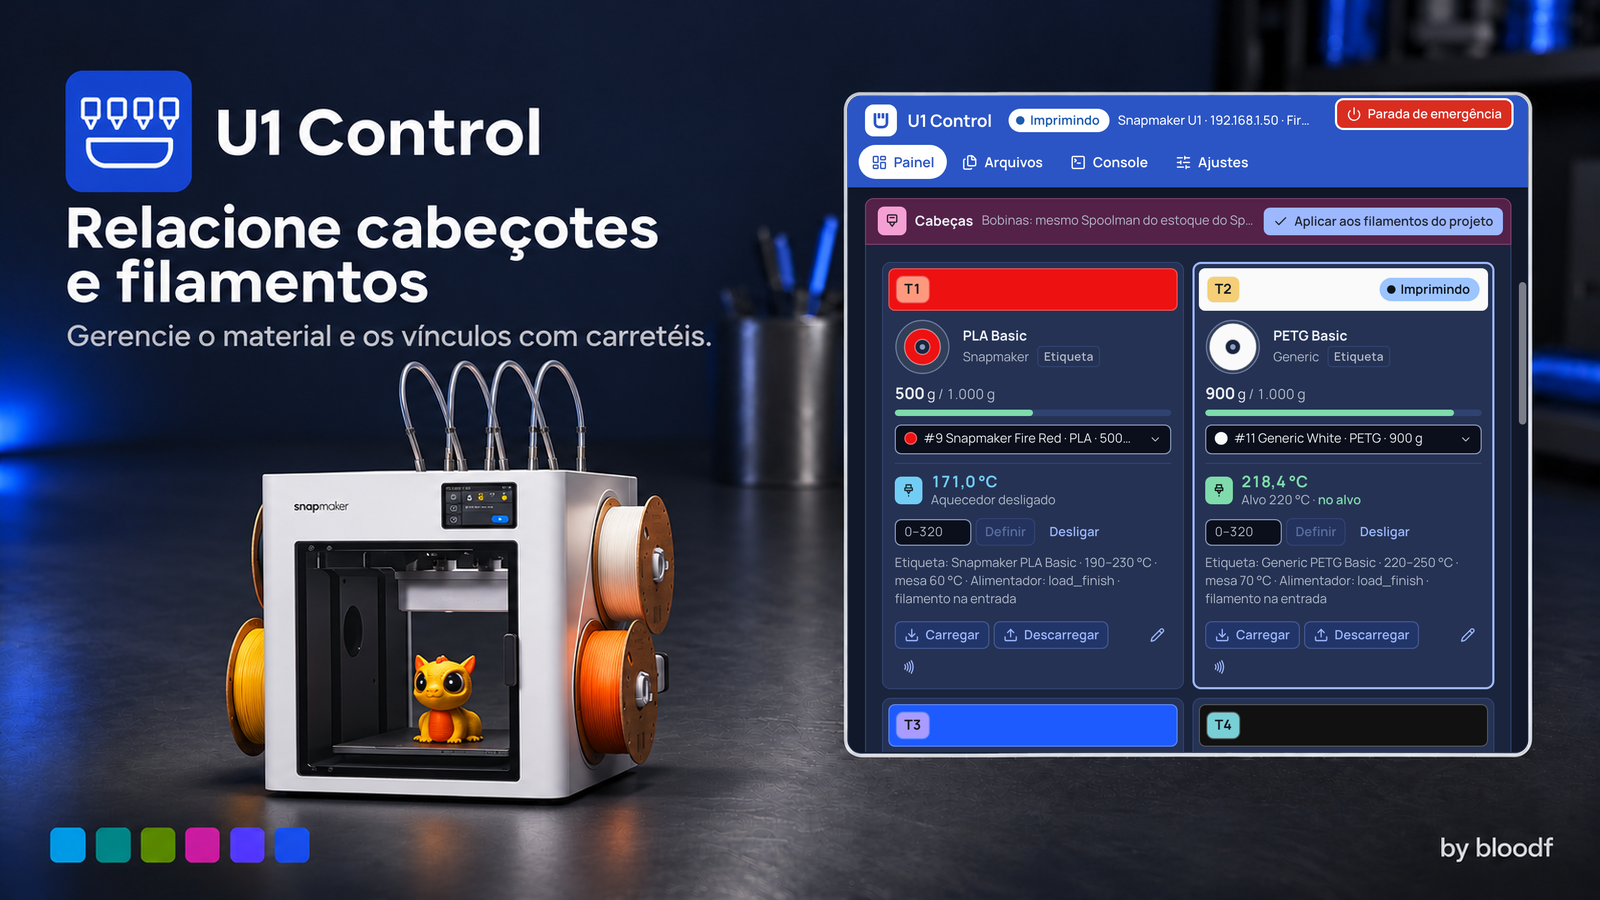 U1 Control
Relacione cabeçotes
e filamentos
Gerencie o material e os vínculos com carretéis.
snapmaker
U1 Control
Imprimindo
Snapmaker U1 · 192.168.1.50 · Fir...
Parada de emergência
Painel
Arquivos
Console
Ajustes
Cabeças
Bobinas: mesmo Spoolman do estoque do Sp...
Aplicar aos filamentos do projeto
T1
PLA Basic
Snapmaker
Etiqueta
500 g / 1.000 g
#9 Snapmaker Fire Red · PLA · 500...
171,0 °C
Aquecedor desligado
0–320
Definir
Desligar
Etiqueta: Snapmaker PLA Basic · 190–230 °C ·
mesa 60 °C · Alimentador: load_finish ·
filamento na entrada
Carregar
Descarregar
T2
Imprimindo
PETG Basic
Generic
Etiqueta
900 g / 1.000 g
#11 Generic White · PETG · 900 g
218,4 °C
Alvo 220 °C · no alvo
0–320
Definir
Desligar
Etiqueta: Generic PETG Basic · 220–250 °C ·
mesa 70 °C · Alimentador: load_finish ·
filamento na entrada
Carregar
Descarregar
T3
T4
by bloodf